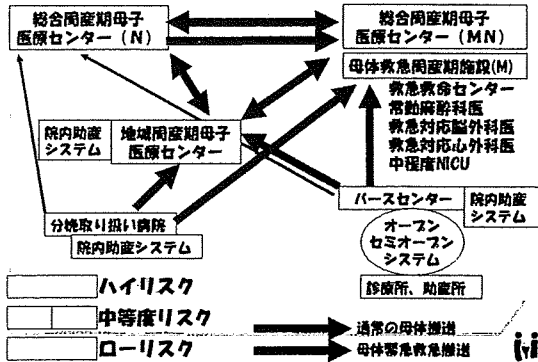 総合周産期母子
医療センター（N）
総合周産期母子
医療センター（MN）
母体救急周産期施設(M)
救急救命センター
常勤麻酔科医
救急対応脳外科医
救急対応心外科医
中程度NICU
院内助産
システム
地域周産期母子
医療センター
バースセンター
院内助産
システム
分娩取り扱い病院
院内助産システム
オープン
セミオープン
システム
診療所、助産所
ハイリスク
中等度リスク
ローリスク
通常の母体搬送
母体緊急救急搬送